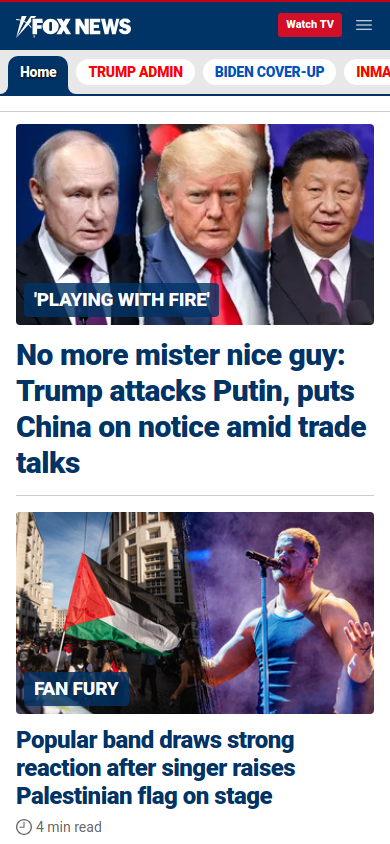 FOX NEWS
Watch TV
Home
TRUMP ADMIN
BIDEN COVER-UP
INMA
'PLAYING WITH FIRE'
No more mister nice guy:
Trump attacks Putin, puts
China on notice amid trade
talks
FAN FURY
Popular band draws strong
reaction after singer raises
Palestinian flag on stage
4 min read